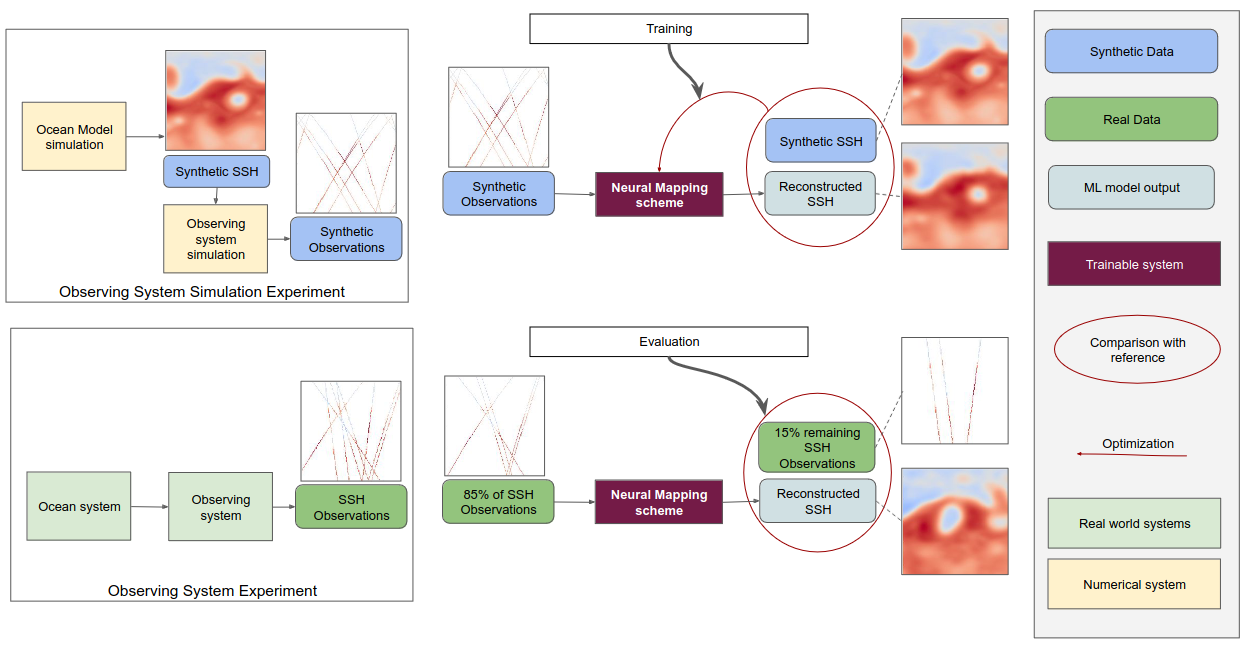 Ocean Model
simulation
Synthetic SSH
Observing
system
simulation
Synthetic
Observations
Observing System Simulation Experiment
Training
Synthetic
Observations
Neural Mapping
scheme
Synthetic SSH
Reconstructed
SSH
Ocean system
Observing
system
SSH
Observations
Observing System Experiment
Evaluation
85% of SSH
Observations
Neural Mapping
scheme
15% remaining
SSH
Observations
Reconstructed
SSH
Synthetic Data
Real Data
ML model output
Trainable system
Comparison with
reference
Optimization
Real world systems
Numerical system